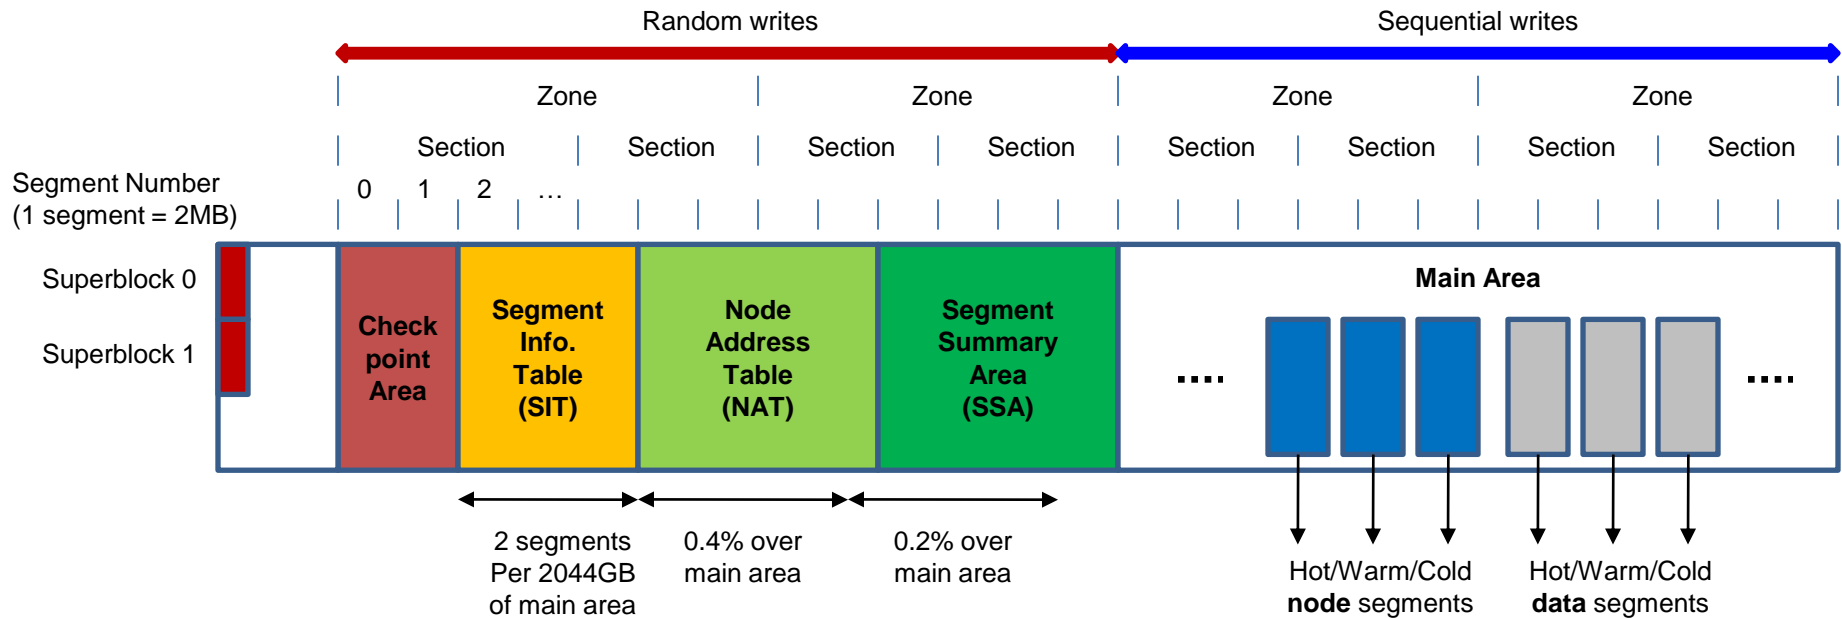 Random writes
Sequential writes
Zone
Zone
Zone
Zone
Section
Section
Section
Section
Section
Section
Section
Section
Segment Number
(1 segment = 2MB)
0
1
2
...
Superblock 0
Superblock 1
Check
point
Area
Segment
Info.
Table
(SIT)
Node
Address
Table
(NAT)
Segment
Summary
Area
(SSA)
Main Area
....
....
2 segments
Per 2044GB
of main area
0.4% over
main area
0.2% over
main area
Hot/Warm/Cold
node segments
Hot/Warm/Cold
data segments